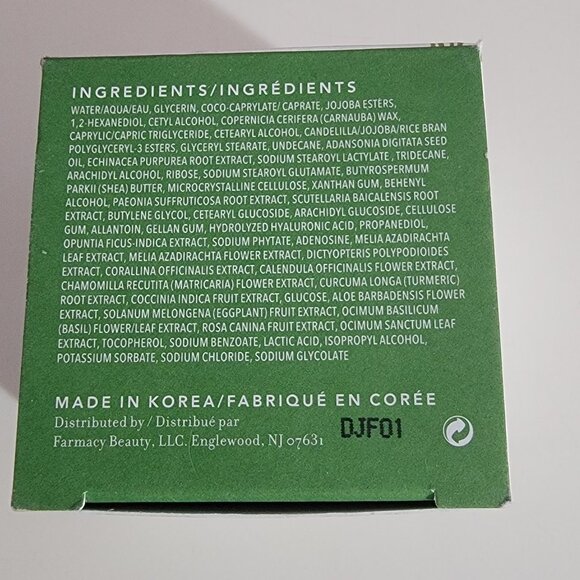 INGREDIENTS/INGRÉDIENTS
WATER/AQUA/EAU, GLYCERIN, COCO-CAPRYLATE/ CAPRATE, JOJOBA ESTERS,
1,2-HEXANEDIOL, CETYL ALCOHOL, COPERNICIA CERIFERA (CARNAUBA) WAX,
CAPRYLIC/CAPRIC TRIGLYCERIDE, CETEARYL ALCOHOL, CANDELILLA/JOJOBA/RICE BRAN
POLYGLYCERYL-3 ESTERS, GLYCERYL STEARATE, UNDECANE, ADANSONIA DIGITATA SEED
OIL, ECHINACEA PURPUREA ROOT EXTRACT, SODIUM STEAROYL LACTYLATE , TRIDECANE,
ARACHIDYL ALCOHOL, RIBOSE, SODIUM STEAROYL GLUTAMATE, BUTYROSPERMUM
PARKII (SHEA) BUTTER, MICROCRYSTALLINE CELLULOSE, XANTHAN GUM, BEHENYL
ALCOHOL, PAEONIA SUFFRUTICOSA ROOT EXTRACT, SCUTELLARIA BAICALENSIS ROOT
EXTRACT, BUTYLENE GLYCOL, CETEARYL GLUCOSIDE, ARACHIDYL GLUCOSIDE, CELLULOSE
GUM, ALLANTOIN, GELLAN GUM, HYDROLYZED HYALURONIC ACID, PROPANEDIOL,
OPUNTIA FICUS-INDICA EXTRACT, SODIUM PHYTATE, ADENOSINE, MELIA AZADIRACHTA
LEAF EXTRACT, MELIA AZADIRACHTA FLOWER EXTRACT, DICTYOPTERIS POLYPODIOIDES
EXTRACT, CORALLINA OFFICINALIS EXTRACT, CALENDULA OFFICINALIS FLOWER EXTRACT,
CHAMOMILLA RECUTITA (MATRICARIA) FLOWER EXTRACT, CURCUMA LONGA (TURMERIC)
ROOT EXTRACT, COCCINIA INDICA FRUIT EXTRACT, GLUCOSE, ALOE BARBADENSIS FLOWER
EXTRACT, SOLANUM MELONGENA (EGGPLANT) FRUIT EXTRACT, OCIMUM BASILICUM
(BASIL) FLOWER/LEAF EXTRACT, ROSA CANINA FRUIT EXTRACT, OCIMUM SANCTUM LEAF
EXTRACT, TOCOPHEROL, SODIUM BENZOATE, LACTIC ACID, ISOPROPYL ALCOHOL,
POTASSIUM SORBATE, SODIUM CHLORIDE, SODIUM GLYCOLATE
MADE IN KOREA/FABRIQUÉ EN CORÉE
Distributed by / Distribué par
Farmacy Beauty, LLC. Englewood, NJ 07631
DJF01